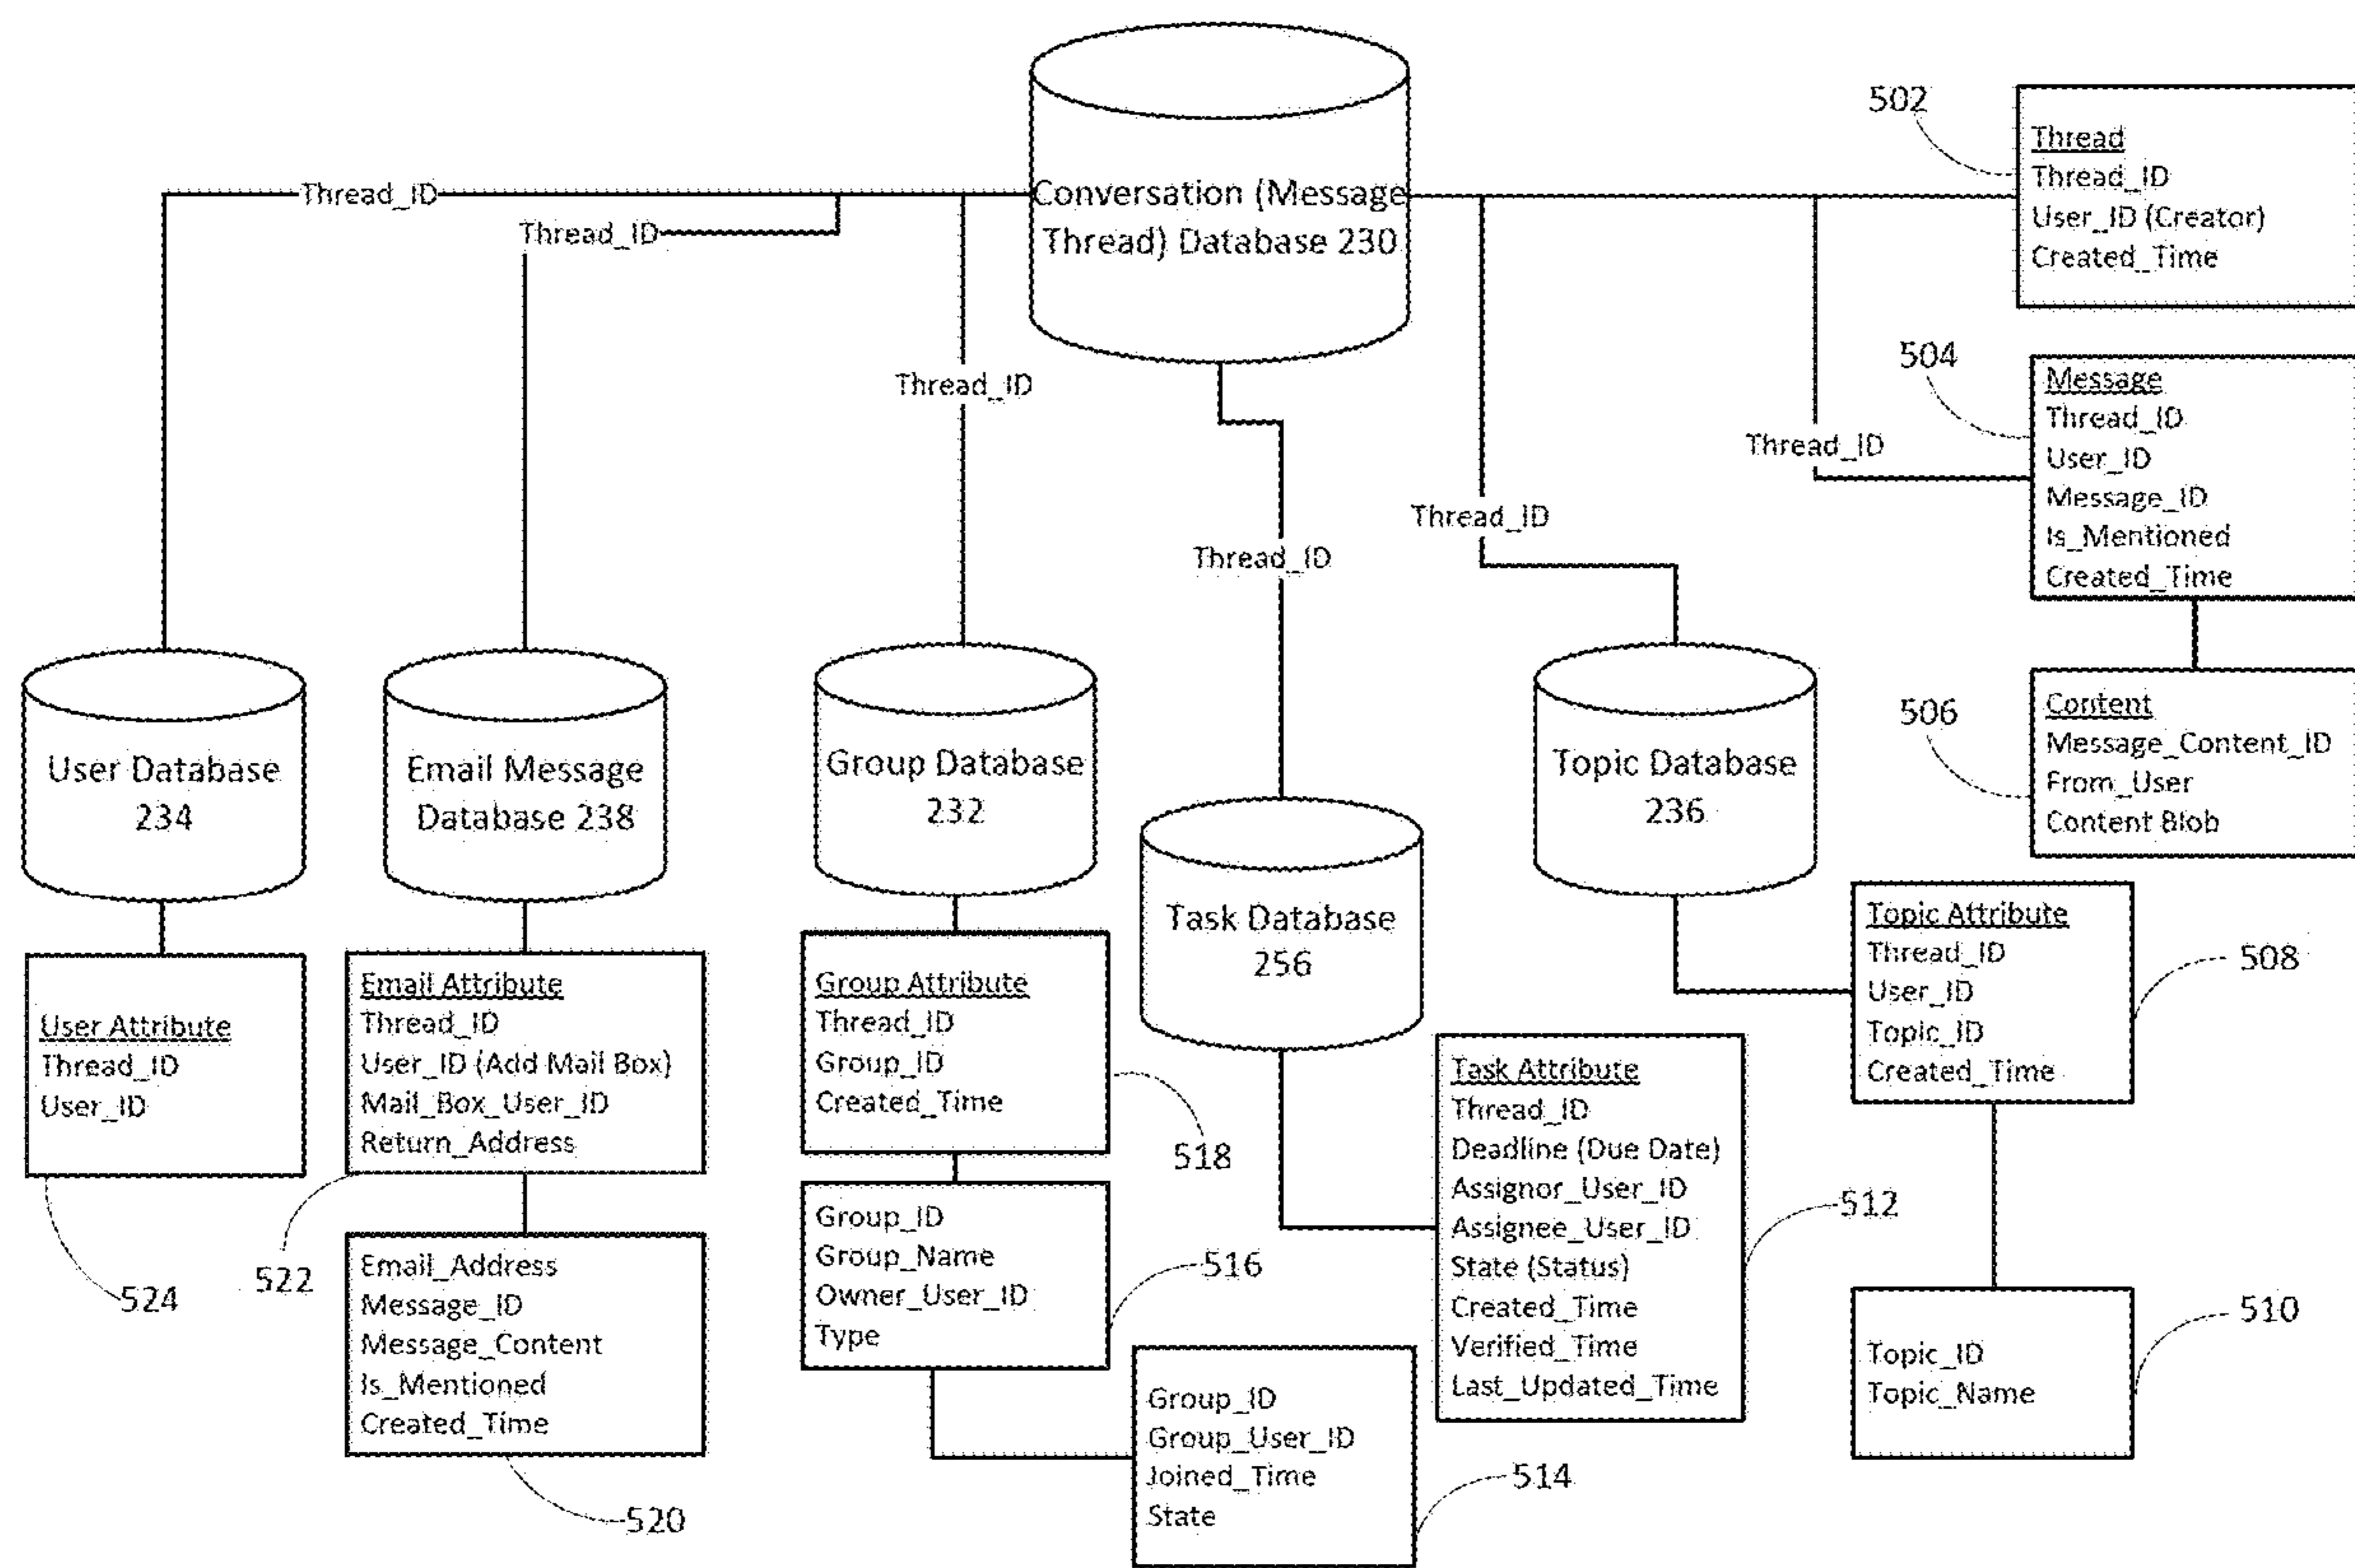 Conversation (Message
Thread) Database 230
Thread_ID
Thread_ID
Thread_ID
Thread_ID
Thread_ID
Thread_ID
502
Thread
Thread_ID
User_ID (Creator)
Created_Time
504
Message
Thread_ID
User_ID
Message_ID
Is_Mentioned
Created_Time
506
Content
Message_Content_ID
From_User
Content Blob
User Database
234
Email Message
Database 238
Group Database
232
Task Database
256
Topic Database
236
User Attribute
Thread_ID
User_ID
524
Email Attribute
Thread_ID
User_ID (Add Mail Box)
Mail_Box_User_ID
Return_Address
522
Email_Address
Message_ID
Message_Content
Is_Mentioned
Created_Time
520
Group Attribute
Thread_ID
Group_ID
Created_Time
518
Group_ID
Group_Name
Owner_User_ID
Type
516
Group_ID
Group_User_ID
Joined_Time
State
514
Task Attribute
Thread_ID
Deadline (Due Date)
Assignor_User_ID
Assignee_User_ID
State (Status)
Created_Time
Verified_Time
Last_Updated_Time
512
Topic Attribute
Thread_ID
User_ID
Topic_ID
Created_Time
508
Topic_ID
Topic_Name
510